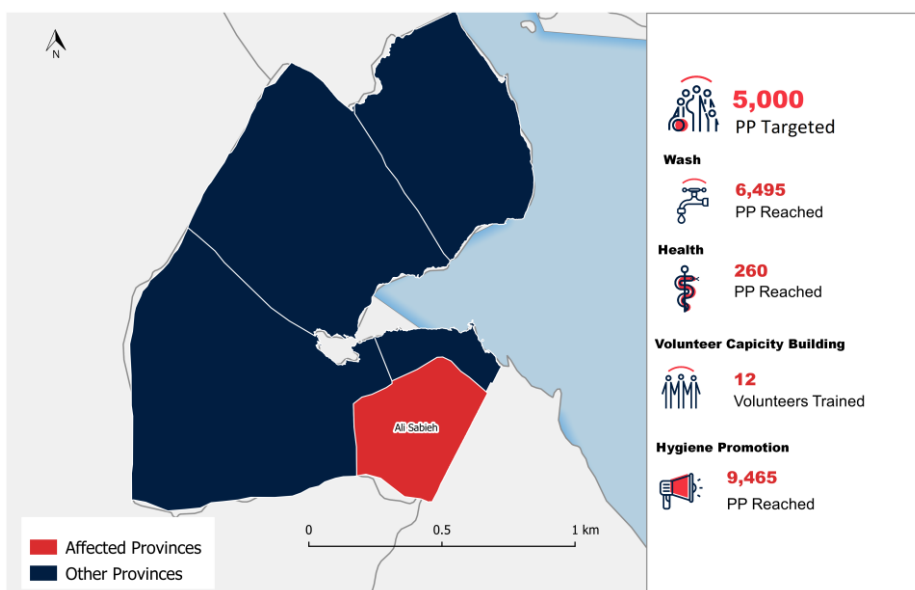 N
Ali Sabieh
0 0.5 1 km
Affected Provinces
Other Provinces
5,000
PP Targeted
Wash
6,495
PP Reached
Health
260
PP Reached
Volunteer Capicity Building
12
Volunteers Trained
Hygiene Promotion
9,465
PP Reached